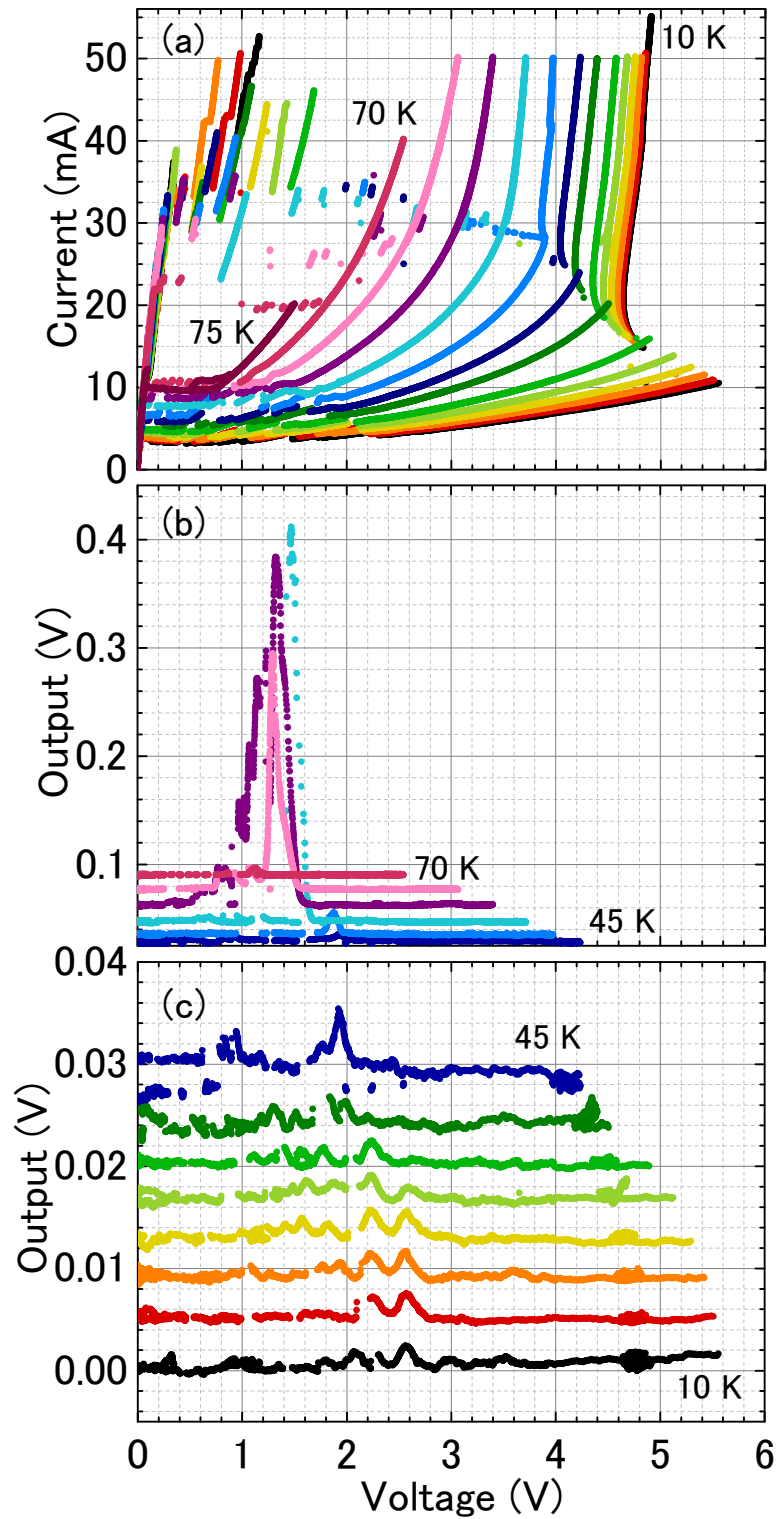 (a)
10 K
50
40
30
20
10
0
Current (mA)
70 K
75 K
(b)
0.4
0.3
0.2
0.1
Output (V)
70 K
45 K
(c)
0.04
0.03
0.02
0.01
0.00
Output (V)
45 K
10 K
0 1 2 3 4 5 6
Voltage (V)